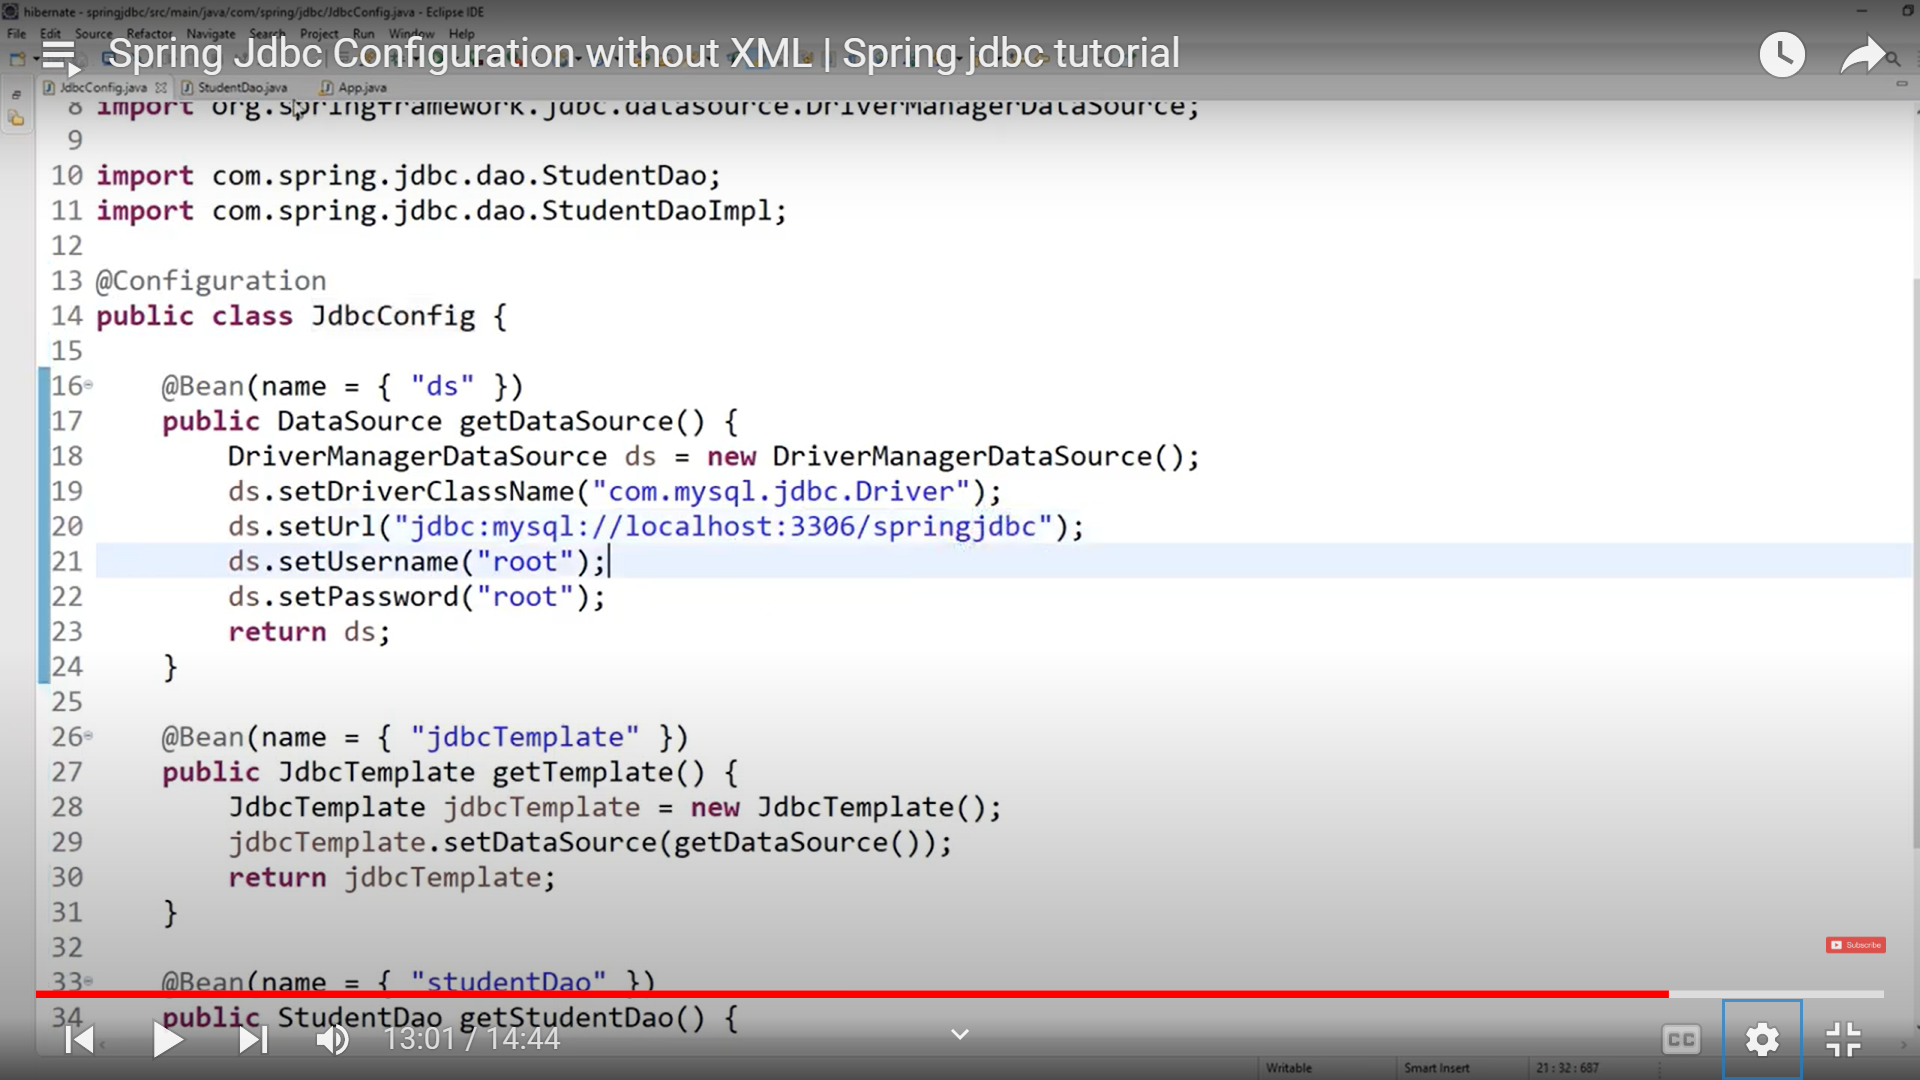 hibernate - springjdbc/src/main/java/com/spring/jdbc/JdbcConfig.java - Eclipse IDE
File Edit Source Refactor Navigate Search Project Run Window Help
Spring Jdbc Configuration without XML | Spring jdbc tutorial
JdbcConfig.java StudentDao.java App.java
8 import org.springframework.jdbc.datasource.DriverManagerDataSource;
9
10 import com.spring.jdbc.dao.StudentDao;
11 import com.spring.jdbc.dao.StudentDaoImpl;
12
13 @Configuration
14 public class JdbcConfig {
15
16 @Bean(name = { "ds" })
17 public DataSource getDataSource() {
18 DriverManagerDataSource ds = new DriverManagerDataSource();
19 ds.setDriverClassName("com.mysql.jdbc.Driver");
20 ds.setUrl("jdbc:mysql://localhost:3306/springjdbc");
21 ds.setUsername("root");
22 ds.setPassword("root");
23 return ds;
24 }
25
26 @Bean(name = { "jdbcTemplate" })
27 public JdbcTemplate getTemplate() {
28 JdbcTemplate jdbcTemplate = new JdbcTemplate();
29 jdbcTemplate.setDataSource(getDataSource());
30 return jdbcTemplate;
31 }
32
Subscribe
33 @Bean(name = { "studentDao" })
34 public StudentDao getStudentDao() {
13:01 / 14:44
CC
Writable Smart Insert 21 : 32 : 687